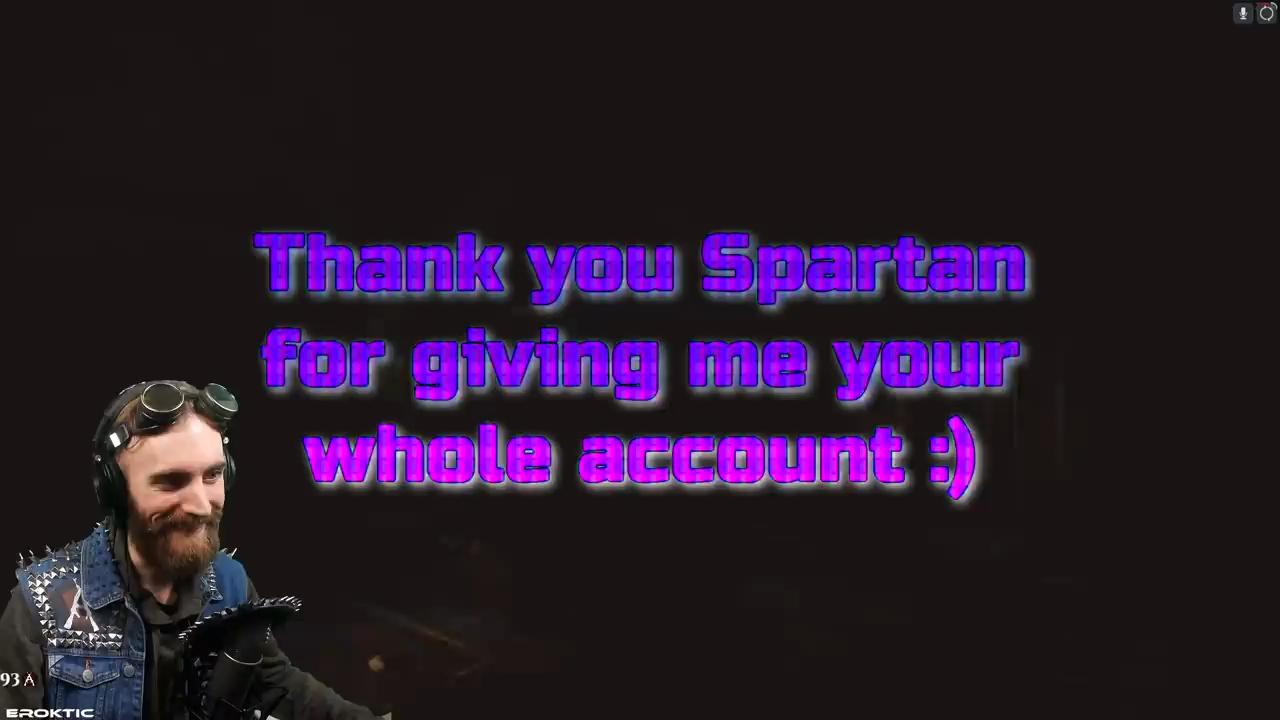 Thank you Spartan
for giving me your
whole account :)
93 A
EROKTIC